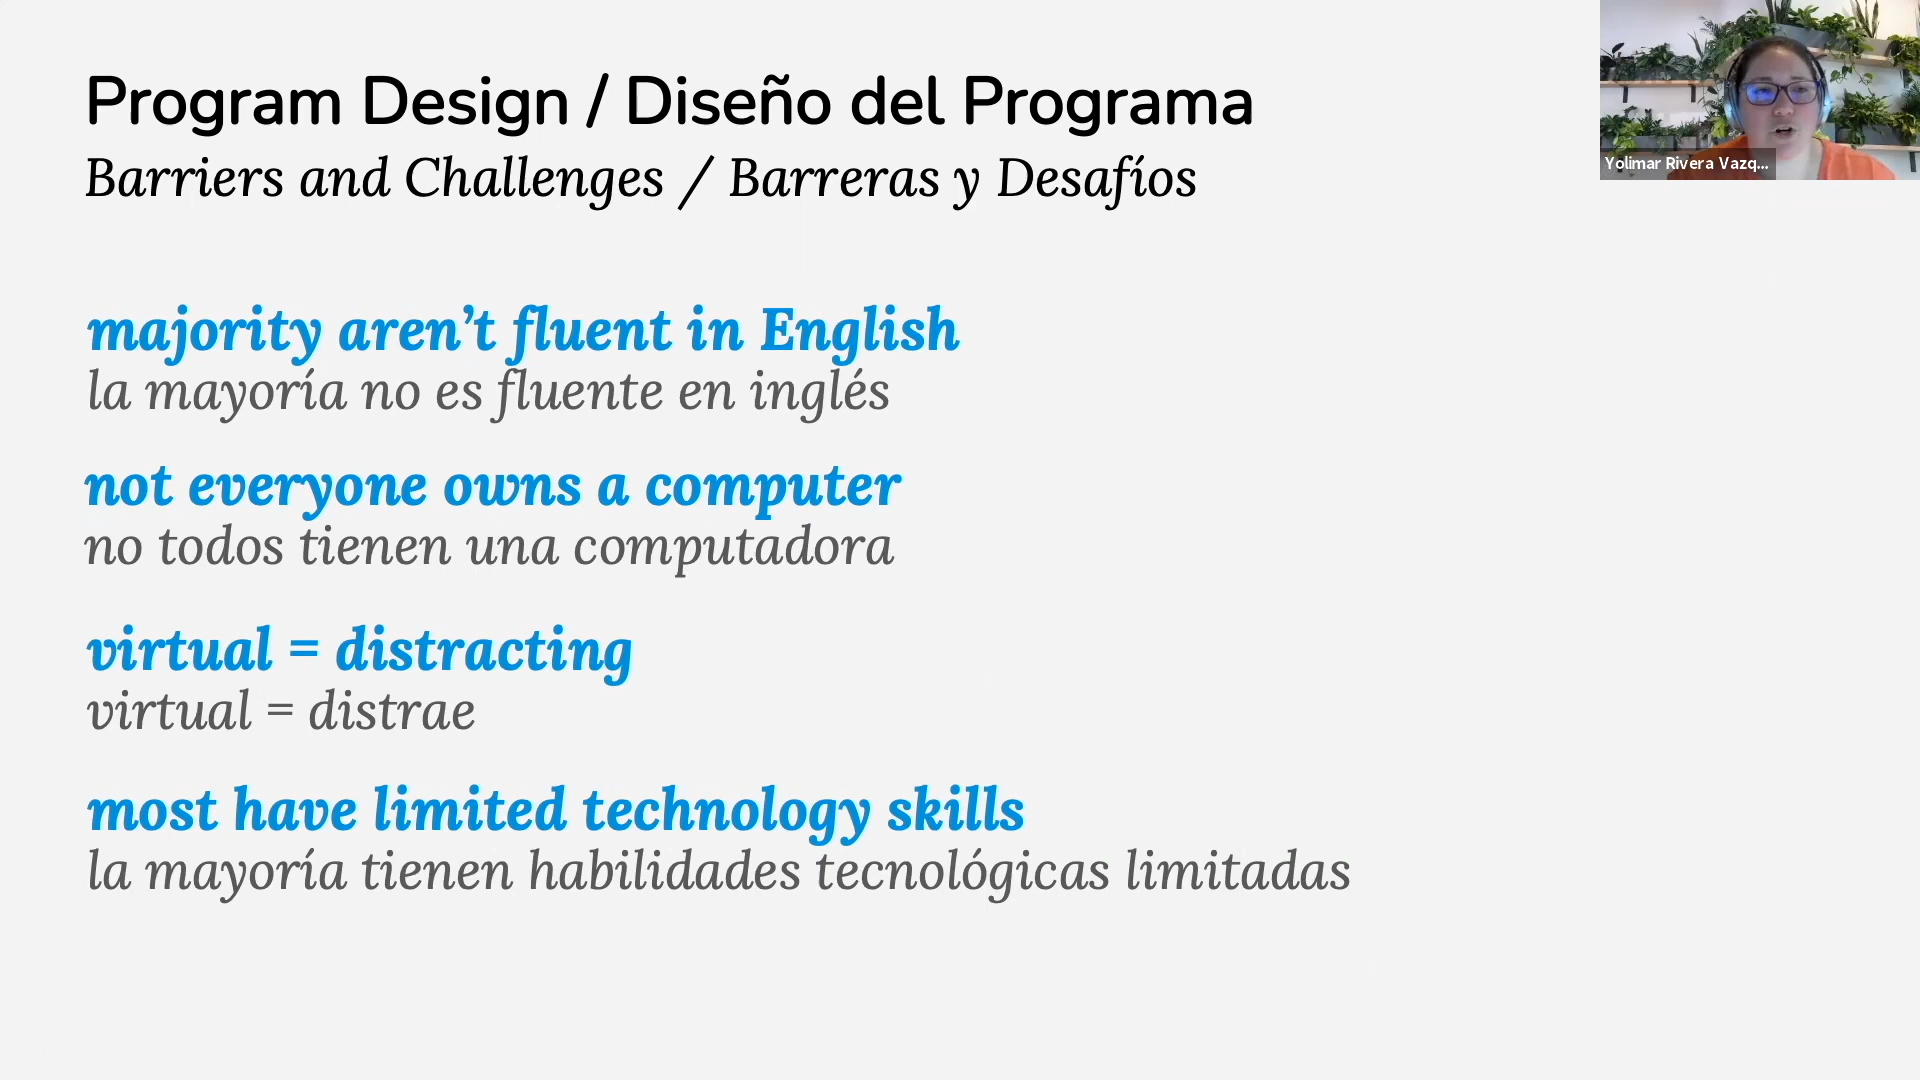 Program Design / Diseño del Programa
Barriers and Challenges / Barreras y Desafíos
majority aren’t fluent in English
la mayoría no es fluente en inglés
not everyone owns a computer
no todos tienen una computadora
virtual = distracting
virtual = distrae
most have limited technology skills
la mayoría tienen habilidades tecnológicas limitadas
Yolimar Rivera Vazq...